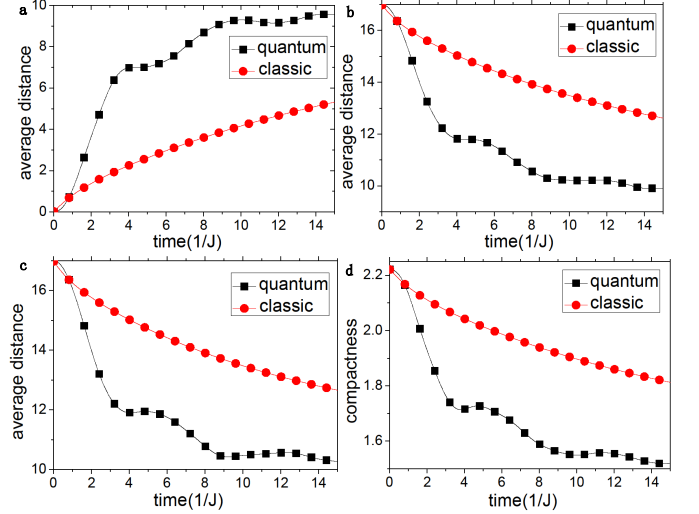 a
10
8
6
4
2
0
average distance
quantum
classic
0 2 4 6 8 10 12 14
time(1/J)
b
16
14
12
10
average distance
quantum
classic
0 2 4 6 8 10 12 14
time(1/J)
c
16
14
12
10
average distance
quantum
classic
0 2 4 6 8 10 12 14
time(1/J)
d
2.2
2.0
1.8
1.6
compactness
quantum
classic
0 2 4 6 8 10 12 14
time(1/J)